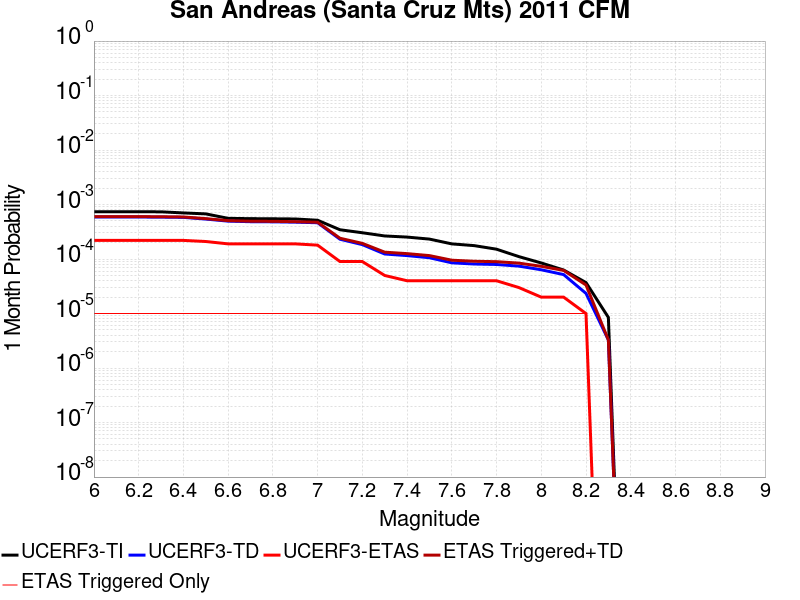 San Andreas (Santa Cruz Mts) 2011 CFM
10^0
10^-1
10^-2
10^-3
10^-4
10^-5
10^-6
10^-7
10^-8
1 Month Probability
6 6.2 6.4 6.6 6.8 7 7.2 7.4 7.6 7.8 8 8.2 8.4 8.6 8.8 9
Magnitude
UCERF3-TI UCERF3-TD UCERF3-ETAS ETAS Triggered+TD
ETAS Triggered Only